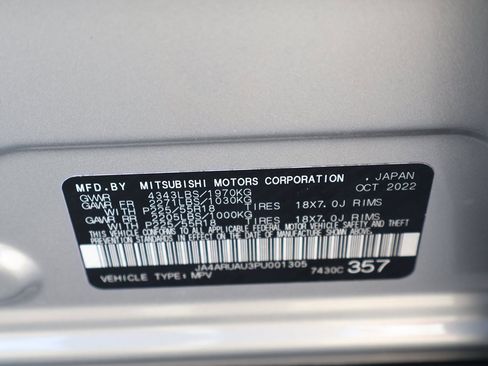 MFD.BY MITSUBISHI MOTORS CORPORATION , JAPAN
GVWR 4343LBS/1970KG OCT 2022
GAWR FR 2271LBS/1030KG
WITH P225/55R18 TIRES 18X7.0J RIMS
GAWR RR 2205LBS/1000KG
WITH P225/55R18 TIRES 18X7.0J RIMS
THIS VEHICLE CONFORMS TO ALL APPLICABLE FEDERAL
MOTOR VEHICLE SAFETY AND THEFT PREVENTION STANDARDS
IN EFFECT ON THE DATE OF MANUFACTURE SHOWN ABOVE.
JA4ARUAU3PU001305 7430C 357
VEHICLE TYPE: MPV